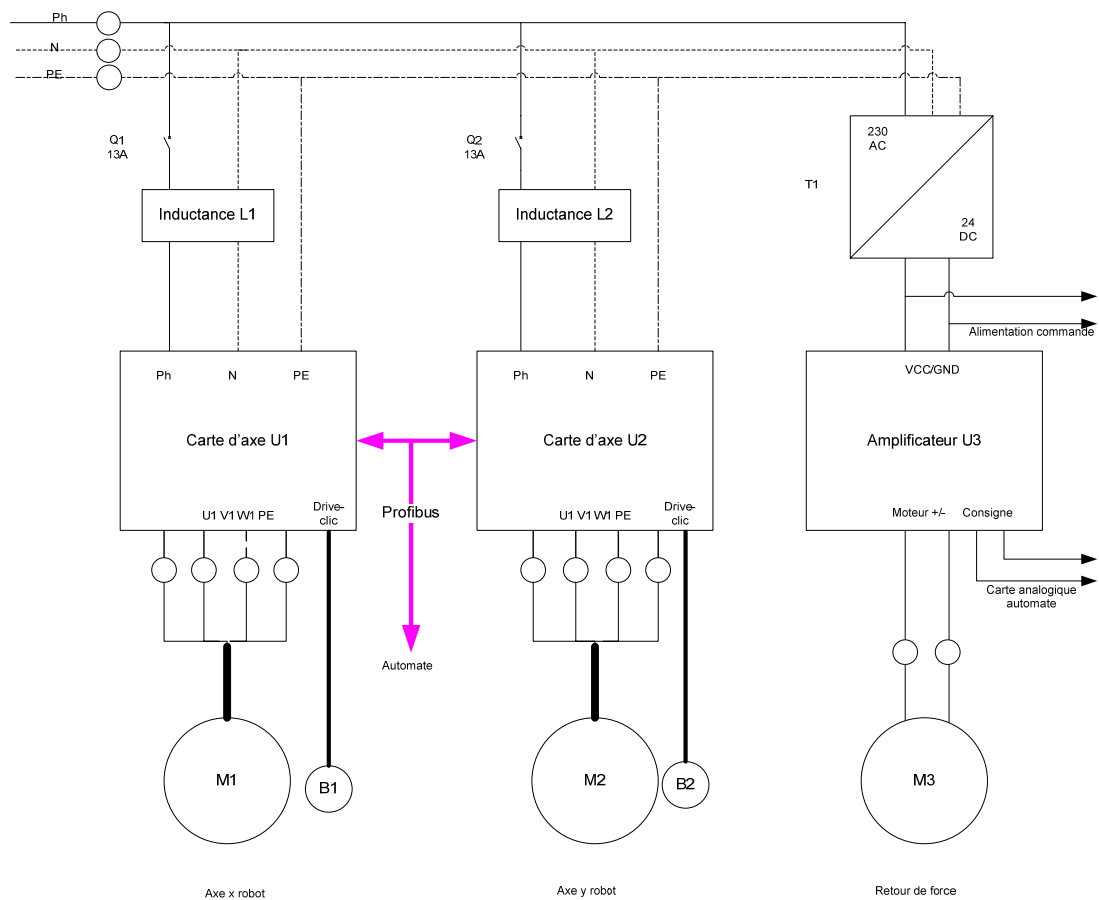 Ph
N
PE
Q1
13A
Q2
13A
T1
230
AC
24
DC
Inductance L1
Inductance L2
Alimentation commande
Ph N PE
Carte d'axe U1
U1 V1 W1 PE
Drive-
clic
Profibus
Automate
Ph N PE
Carte d'axe U2
U1 V1 W1 PE
Drive-
clic
VCC/GND
Amplificateur U3
Moteur +/- Consigne
Carte analogique
automate
M1
B1
M2
B2
M3
Axe x robot
Axe y robot
Retour de force